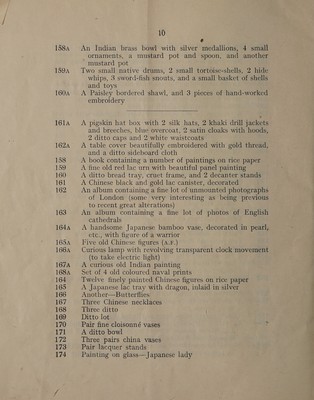 10
158A An Indian brass bowl with silver medallions, 4 small
ornaments, a mustard pot and spoon, and another
mustard pot
159A Two small native drums, 2 small tortoise-shells, 2 hide
whips, 3 sword-fish snouts, and a small basket of shells
and toys
160A A Paisley bordered shawl, and 3 pieces of hand-worked
embroidery
161A A pigskin hat box with 2 silk hats, 2 khaki drill jackets
and breeches, blue overcoat, 2 satin cloaks with hoods,
2 ditto caps and 2 white waistcoats
162A A table cover beautifully embroidered with gold thread,
and a ditto sideboard cloth
158 A book containing a number of paintings on rice paper
159 A fine old red lac urn with beautiful panel painting
160 A ditto bread tray, cruet frame, and 2 decanter stands
161 A Chinese black and gold lac canister, decorated
162 An album containing a fine lot of unmounted photographs
of London (some very interesting as being previous
to recent great alterations)
163 An album containing a fine lot of photos of English
cathedrals
164A A handsome Japanese bamboo vase, decorated in pearl,
etc., with figure of a warrior
165A Five old Chinese figures (A.F.)
166A Curious lamp with revolving transparent clock movement
(to take electric light)
167A A curious old Indian painting
168A Set of 4 old coloured naval prints
164 Twelve finely painted Chinese figures on rice paper
165 A Japanese lac tray with dragon, inlaid in silver
166 Another—Butterflies
167 Three Chinese necklaces
168 Three ditto
169 Ditto lot
170 Pair fine cloisonné vases
171 A ditto bowl
172 Three pairs china vases
173 Pair lacquer stands
174 Painting on glass—Japanese lady